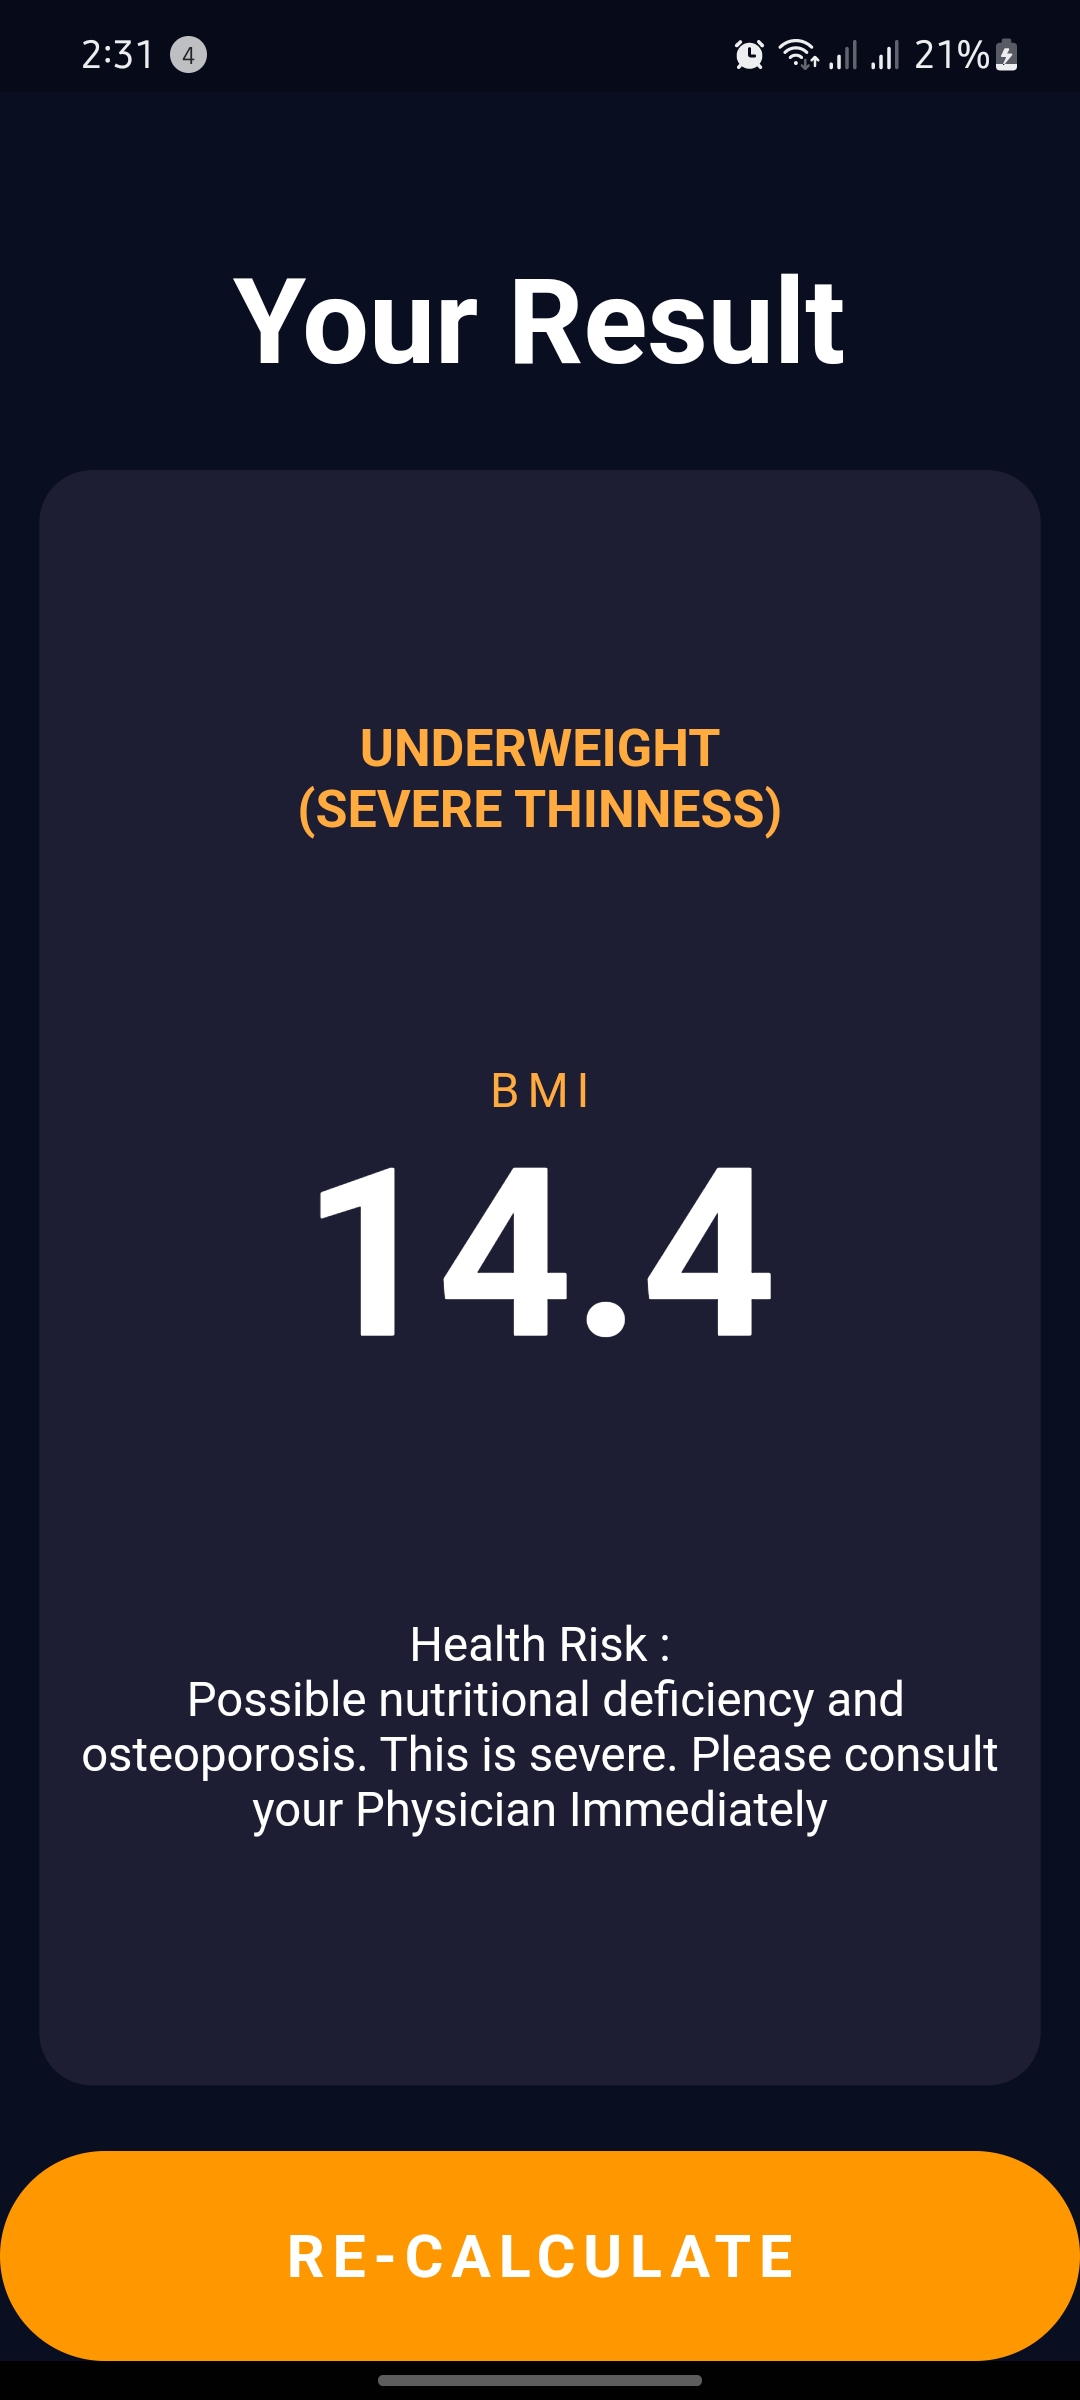 2:31 4 21%
Your Result
UNDERWEIGHT
(SEVERE THINNESS)
BMI
14.4
Health Risk :
Possible nutritional deficiency and
osteoporosis. This is severe. Please consult
your Physician Immediately
RE-CALCULATE